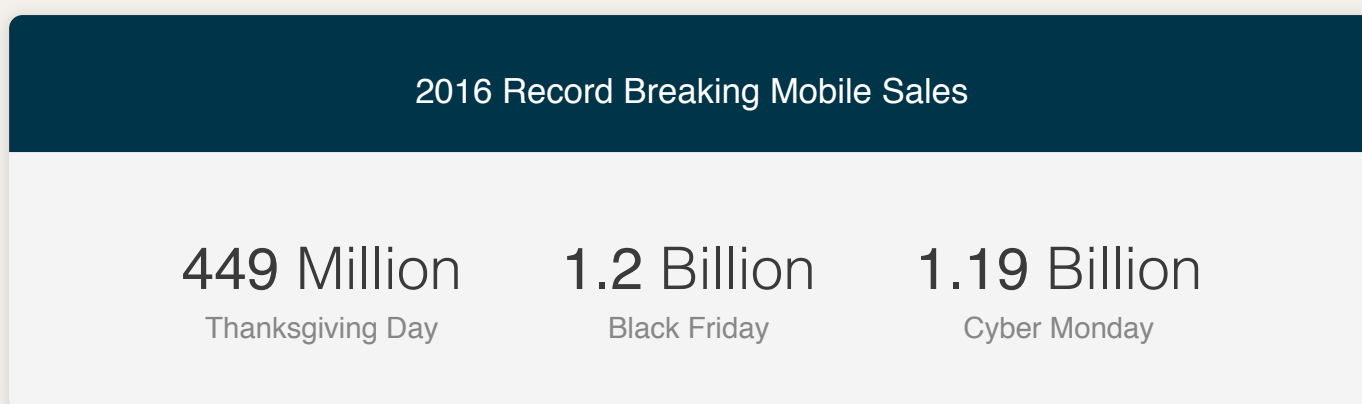 2016 Record Breaking Mobile Sales
449 Million 1.2 Billion 1.19 Billion
Thanksgiving Day Black Friday Cyber Monday